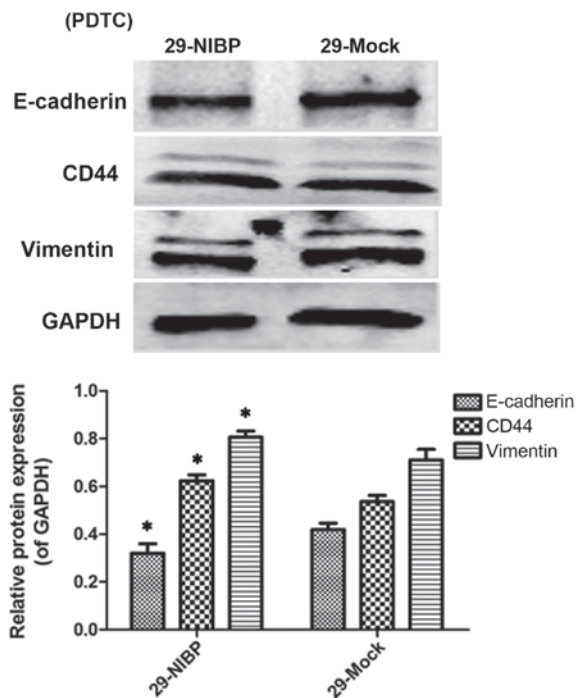 (PDTC)
29-NIBP 29-Mock
E-cadherin
CD44
Vimentin
GAPDH
Relative protein expression
(of GAPDH)
1.0
0.8
0.6
0.4
0.2
0.0
*
*
*
E-cadherin
CD44
Vimentin
29-NIBP
29-Mock